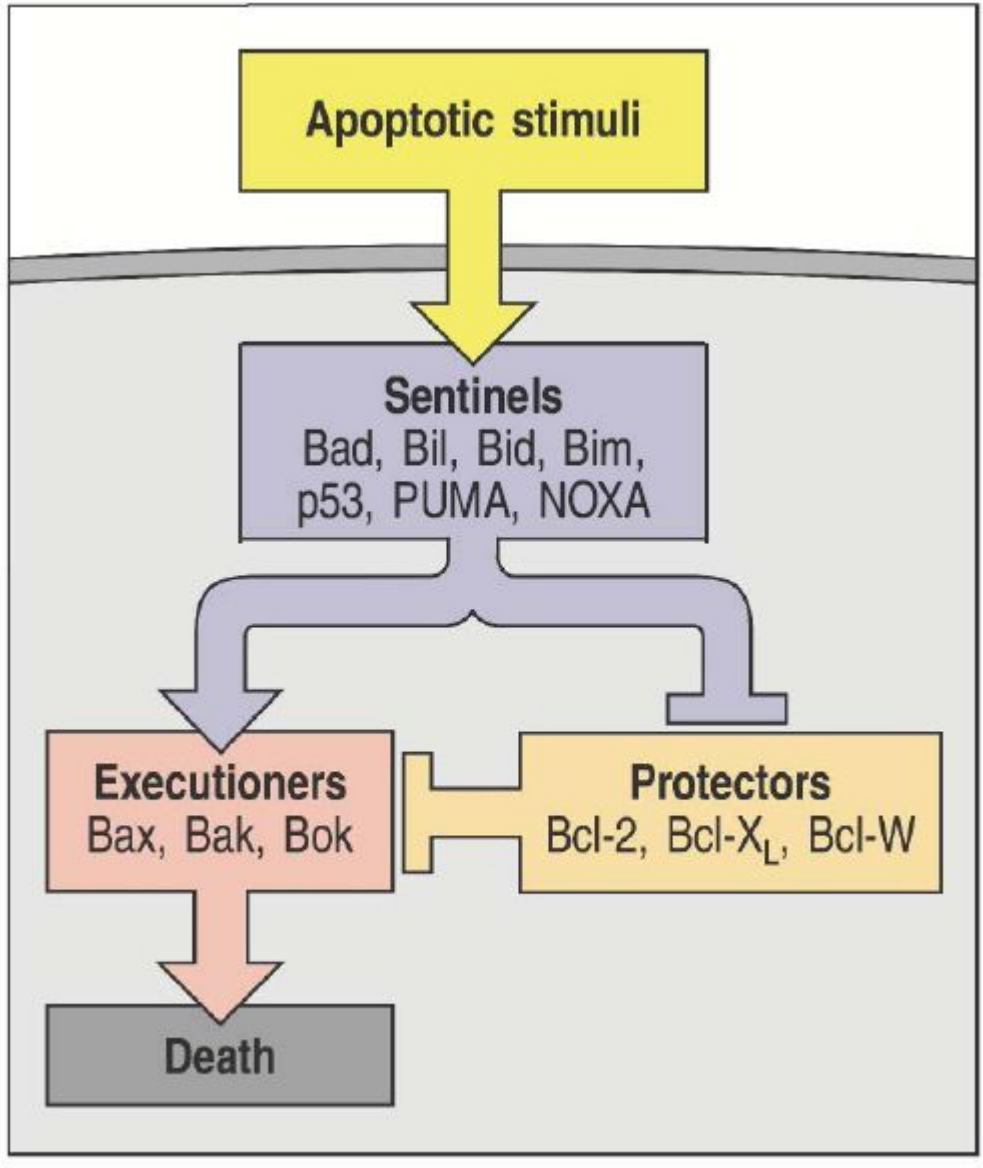 Apoptotic stimuli
Sentinels
Bad, Bil, Bid, Bim,
p53, PUMA, NOXA
Executioners
Bax, Bak, Bok
Protectors
Bcl-2, Bcl-X_L, Bcl-W
Death